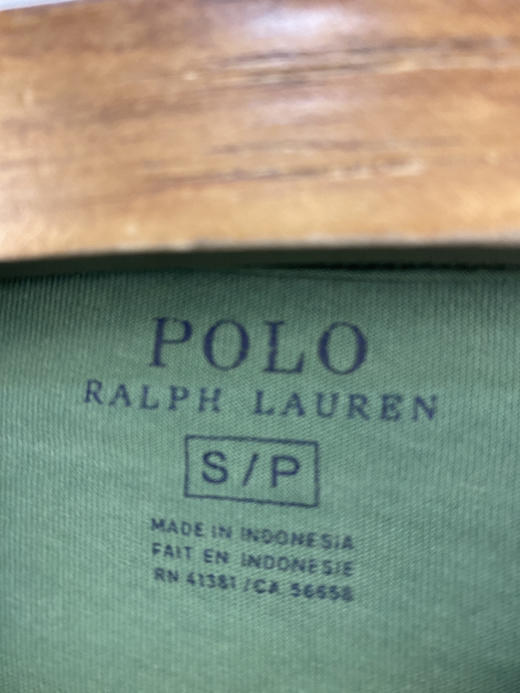 POLO
RALPH LAUREN
S/P
MADE IN INDONESIA
FAIT EN INDONESIE
RN 41381 /CA 56658